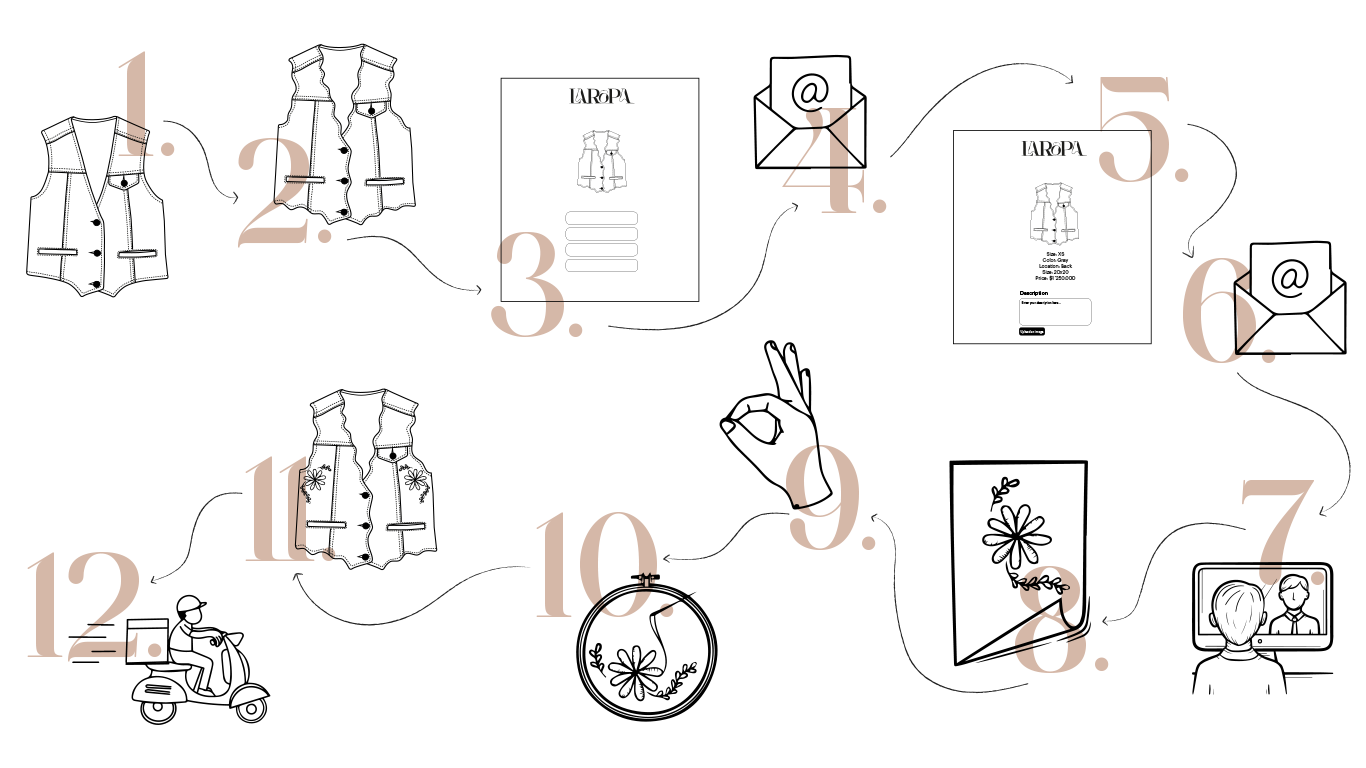 1.
2.
3.
LAROPA
4.
@
5.
LAROPA
Size: XS
Color: Gray
Location: Back
Size: 20x20
Price: $1'250.000
Description
Enter your description here...
Upload an image
6.
@
7.
8.
9.
10.
11.
12.